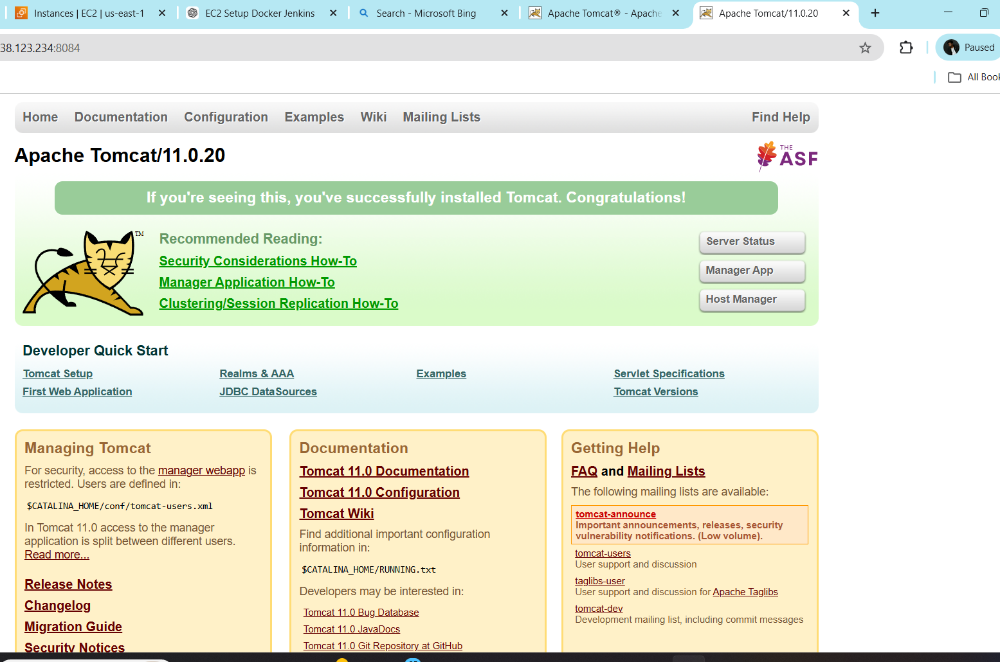 Instances | EC2 | us-east-1
EC2 Setup Docker Jenkins
Search - Microsoft Bing
Apache Tomcat® - Apache
Apache Tomcat/11.0.20
38.123.234:8084
Paused
All Book
Home Documentation Configuration Examples Wiki Mailing Lists Find Help
Apache Tomcat/11.0.20
THE
ASF
If you're seeing this, you've successfully installed Tomcat. Congratulations!
TM
Recommended Reading:
Security Considerations How-To
Manager Application How-To
Clustering/Session Replication How-To
Server Status
Manager App
Host Manager
Developer Quick Start
Tomcat Setup
First Web Application
Realms & AAA
JDBC DataSources
Examples
Servlet Specifications
Tomcat Versions
Managing Tomcat
For security, access to the manager webapp is
restricted. Users are defined in:
$CATALINA_HOME/conf/tomcat-users.xml
In Tomcat 11.0 access to the manager
application is split between different users.
Read more...
Release Notes
Changelog
Migration Guide
Security Notices
Documentation
Tomcat 11.0 Documentation
Tomcat 11.0 Configuration
Tomcat Wiki
Find additional important configuration
information in:
$CATALINA_HOME/RUNNING.txt
Developers may be interested in:
Tomcat 11.0 Bug Database
Tomcat 11.0 JavaDocs
Tomcat 11.0 Git Repository at GitHub
Getting Help
FAQ and Mailing Lists
The following mailing lists are available:
tomcat-announce
Important announcements, releases, security
vulnerability notifications. (Low volume).
tomcat-users
User support and discussion
taglibs-user
User support and discussion for Apache Taglibs
tomcat-dev
Development mailing list, including commit messages